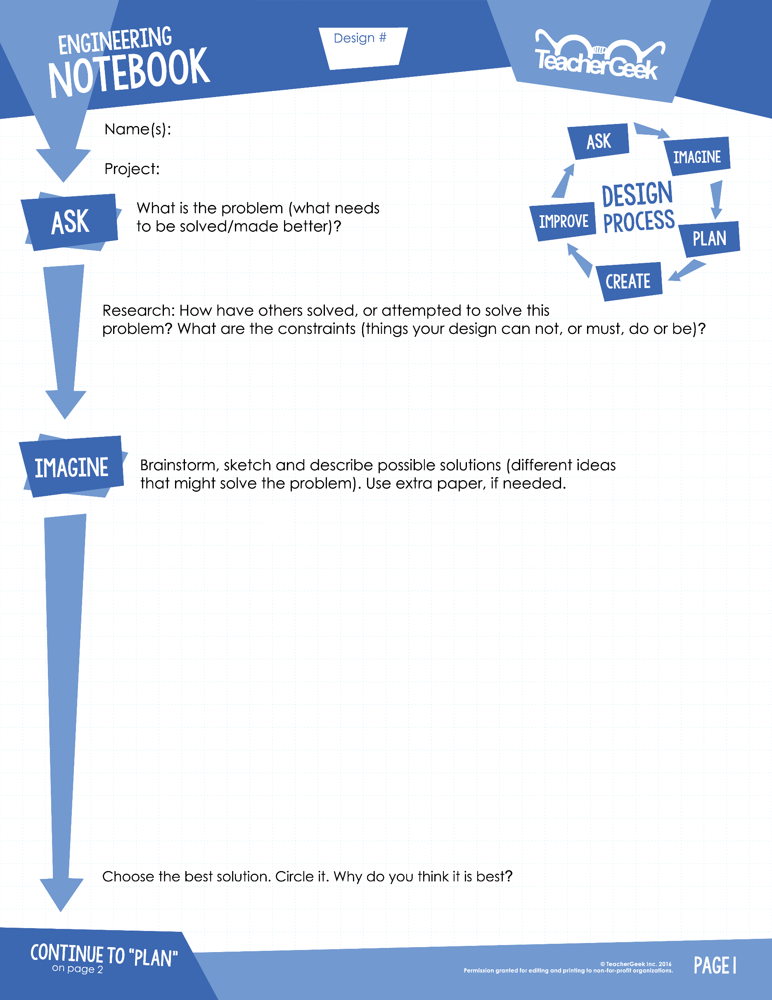 ENGINEERING
NOTEBOOK
Design #
TeacherGeek
Name(s):
Project:
ASK
What is the problem (what needs
to be solved/made better)?
ASK
IMAGINE
DESIGN
PROCESS
IMPROVE
PLAN
CREATE
Research: How have others solved, or attempted to solve this
problem? What are the constraints (things your design can not, or must, do or be)?
IMAGINE
Brainstorm, sketch and describe possible solutions (different ideas
that might solve the problem). Use extra paper, if needed.
Choose the best solution. Circle it. Why do you think it is best?
CONTINUE TO "PLAN"
on page 2
© TeacherGeek Inc. 2016
Permission granted for editing and printing to non-for-profit organizations.
PAGE 1